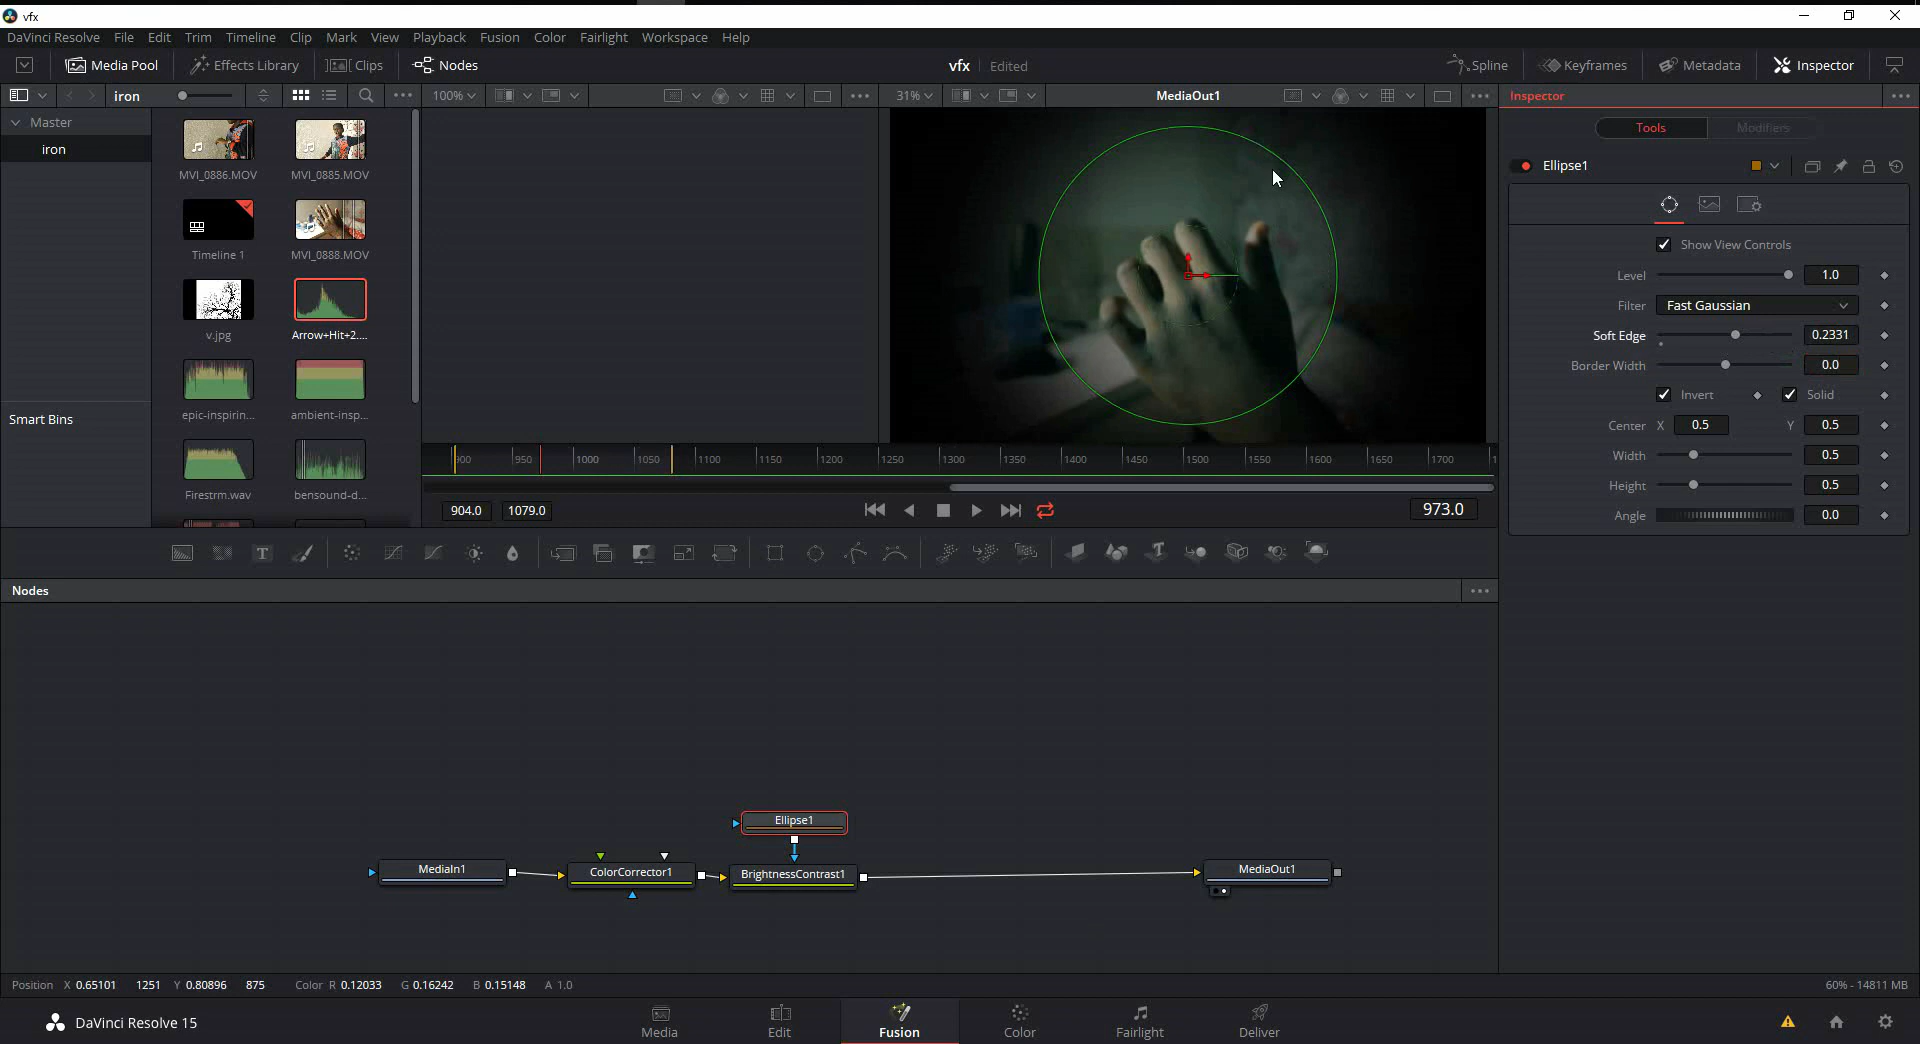 vfx
DaVinci Resolve File Edit Trim Timeline Clip Mark View Playback Fusion Color Fairlight Workspace Help
Media Pool Effects Library Clips Nodes vfx Edited Spline Keyframes Metadata Inspector
iron 100% 31% MediaOut1 Inspector
Master
iron
MVI_0886.MOV MVI_0885.MOV
Timeline 1 MVI_0888.MOV
v.jpg Arrow+Hit+2....
epic-inspirin... ambient-insp...
Firestrm.wav bensound-d...
Smart Bins
Tools Modifiers
Ellipse1
Show View Controls
Level 1.0
Filter Fast Gaussian
Soft Edge 0.2331
Border Width 0.0
Invert Solid
Center X 0.5 Y 0.5
Width 0.5
Height 0.5
Angle 0.0
900 950 1000 1050 1100 1150 1200 1250 1300 1350 1400 1450 1500 1550 1600 1650 1700
904.0 1079.0 973.0
Nodes
Ellipse1
MediaIn1 ColorCorrector1 BrightnessContrast1 MediaOut1
Position X 0.65101 1251 Y 0.80896 875 Color R 0.12033 G 0.16242 B 0.15148 A 1.0 60% - 14811 MB
DaVinci Resolve 15 Media Edit Fusion Color Fairlight Deliver